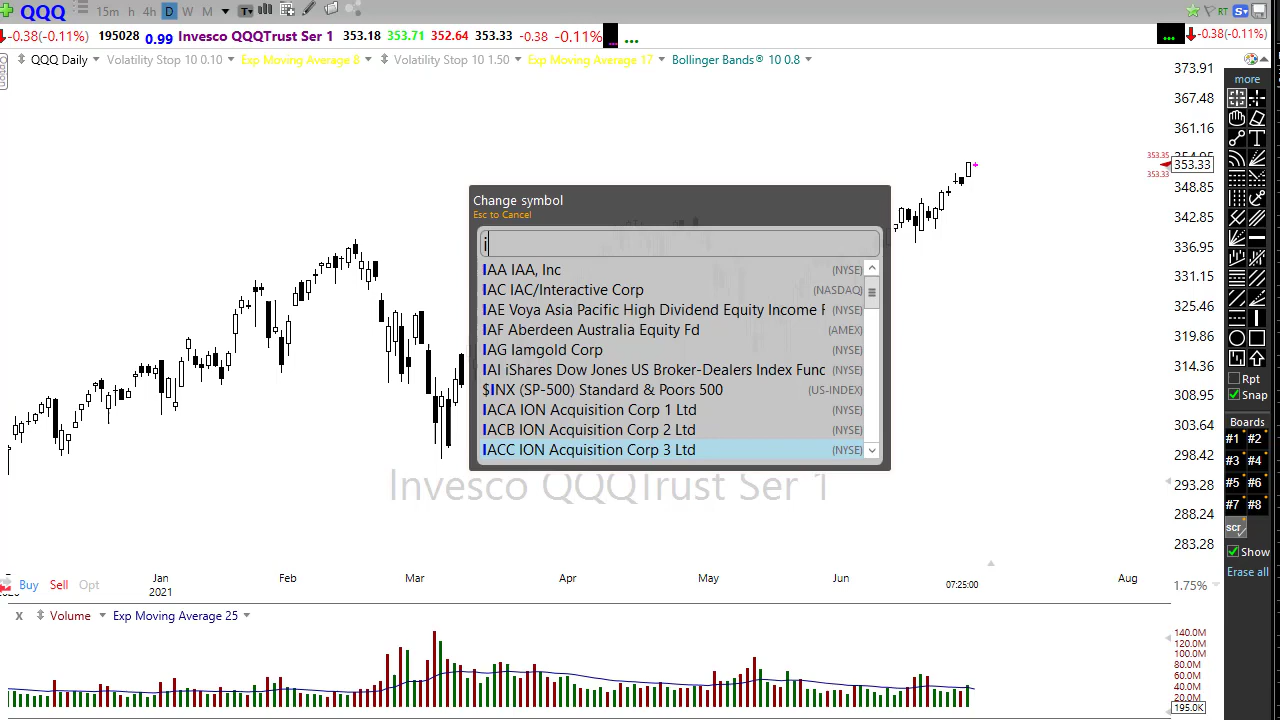 QQQ 15m h 4h D W M T RT S
-0.38(-0.11%) 195028 0.99 Invesco QQQTrust Ser 1 353.18 353.71 352.64 353.33 -0.38 -0.11% ... ... -0.38(-0.11%)
QQQ Daily Volatility Stop 10 0.10 Exp Moving Average 8 Volatility Stop 10 1.50 Exp Moving Average 17 Bollinger Bands® 10 0.8
Option
373.91
367.48
361.16
353.35
353.33
353.33
348.85
342.85
336.95
331.15
325.46
319.86
314.36
308.95
303.64
298.42
293.28
288.24
283.28
more
Rpt
Snap
Boards
#1 #2
#3 #4
#5 #6
#7 #8
scr
Show
Erase all
Change symbol
Esc to Cancel
i
IAA IAA, Inc (NYSE)
IAC IAC/Interactive Corp (NASDAQ)
IAE Voya Asia Pacific High Dividend Equity Income F (NYSE)
IAF Aberdeen Australia Equity Fd (AMEX)
IAG Iamgold Corp (NYSE)
IAI iShares Dow Jones US Broker-Dealers Index Func (NYSE)
$INX (SP-500) Standard & Poors 500 (US-INDEX)
IACA ION Acquisition Corp 1 Ltd (NYSE)
IACB ION Acquisition Corp 2 Ltd (NYSE)
IACC ION Acquisition Corp 3 Ltd (NYSE)
Invesco QQQTrust Ser 1
Buy Sell Opt
Jan Feb Mar Apr May Jun Aug
2021 07:25:00 1.75%
X Volume Exp Moving Average 25
140.0M
120.0M
100.0M
80.0M
60.0M
40.0M
20.0M
195.0K